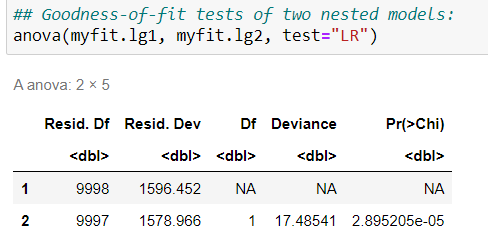 ## Goodness-of-fit tests of two nested models:
anova(myfit.lg1, myfit.lg2, test="LR")
A anova: 2 × 5
Resid. Df Resid. Dev Df Deviance Pr(>Chi)
<dbl> <dbl> <dbl> <dbl> <dbl>
1 9998 1596.452 NA NA NA
2 9997 1578.966 1 17.48541 2.895205e-05